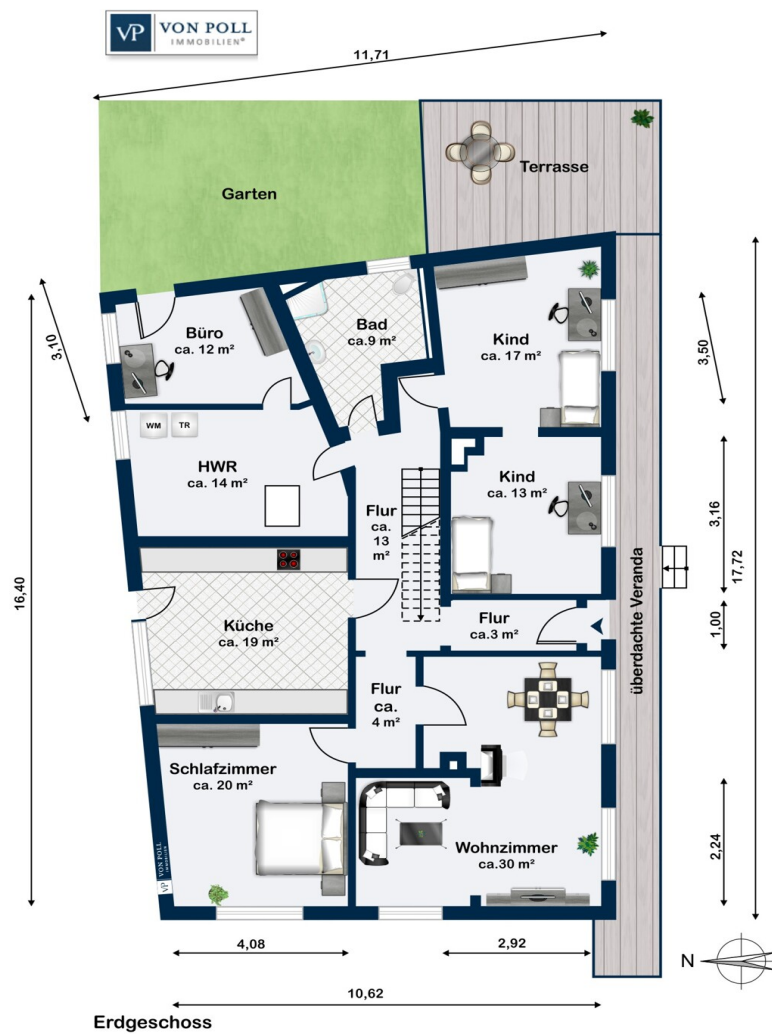 VP VON POLL
IMMOBILIEN®
11,71
Garten
Terrasse
3,10
Büro
ca. 12 m²
Bad
ca.9 m²
Kind
ca. 17 m²
3,50
WM
TR
HWR
ca. 14 m²
Flur
ca.
13
m²
Kind
ca. 13 m²
3,16
16,40
17,72
überdachte Veranda
Küche
ca. 19 m²
Flur
ca.3 m²
1,00
Flur
ca.
4 m²
Schlafzimmer
ca. 20 m²
Wohnzimmer
ca.30 m²
2,24
VP VON POLL
IMMOBILIEN
4,08
2,92
N
10,62
Erdgeschoss